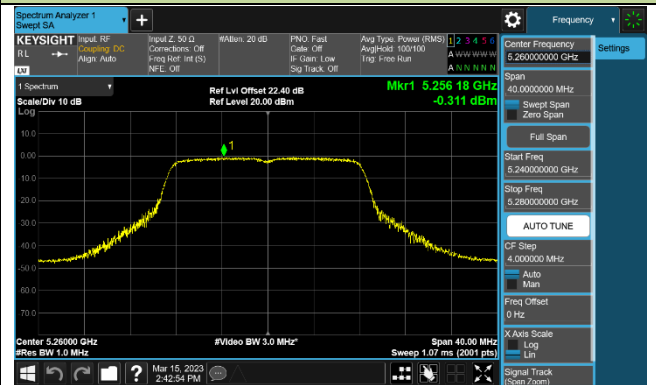 Spectrum Analyzer 1
Swept SA
Frequency
KEYSIGHT
RL
LXI
Input: RF
Coupling: DC
Align: Auto
Input Z: 50 Ω
Corrections: Off
Freq Ref: Int (S)
NFE: Off
#Atten: 20 dB
PNO: Fast
Gate: Off
IF Gain: Low
Sig Track: Off
Avg Type: Power (RMS)
Avg|Hold: 100/100
Trig: Free Run
1 2 3 4 5 6
A W W W W W
A N N N N N
1 Spectrum
Scale/Div 10 dB
Log
Ref Lvl Offset 22.40 dB
Ref Level 20.00 dBm
Mkr1 5.256 18 GHz
-0.311 dBm
1
10.0
0.00
-10.0
-20.0
-30.0
-40.0
-50.0
-60.0
-70.0
Center 5.26000 GHz
#Res BW 1.0 MHz
#Video BW 3.0 MHz*
Span 40.00 MHz
Sweep 1.07 ms (2001 pts)
Mar 15, 2023
2:42:54 PM
Center Frequency
5.260000000 GHz
Settings
Span
40.0000000 MHz
Swept Span
Zero Span
Full Span
Start Freq
5.240000000 GHz
Stop Freq
5.280000000 GHz
AUTO TUNE
CF Step
4.000000 MHz
Auto
Man
Freq Offset
0 Hz
X Axis Scale
Log
Lin
Signal Track
(Span Zoom)